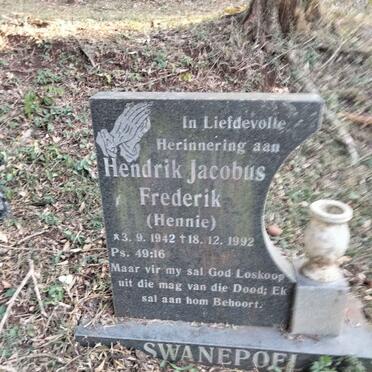 In Liefdevolle
Herinnering aan
Hendrik Jacobus
Frederik
(Hennie)
* 3. 9. 1942 † 18. 12. 1992
Ps. 49:16
Maar vir my sal God Loskoop
uit die mag van die Dood; Ek
sal aan hom Behoort.
SWANEPOEL